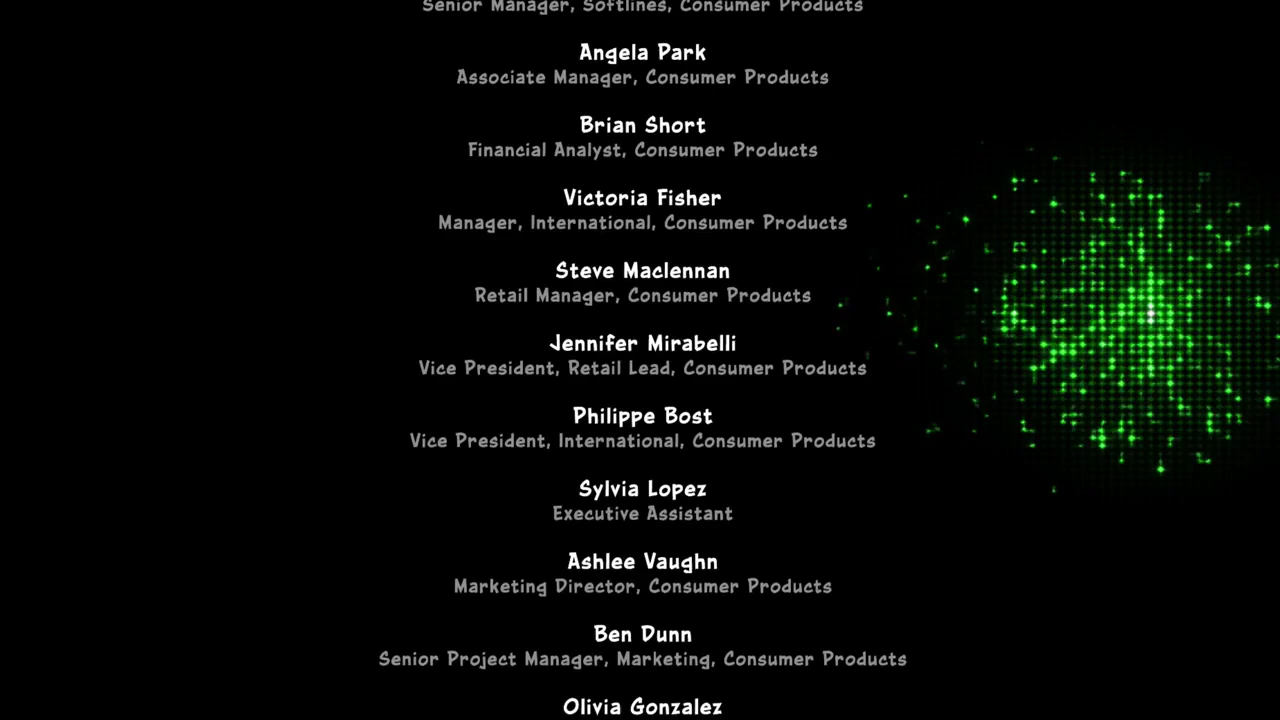 Senior Manager, Softlines, Consumer Products
Angela Park
Associate Manager, Consumer Products
Brian Short
Financial Analyst, Consumer Products
Victoria Fisher
Manager, International, Consumer Products
Steve Maclennan
Retail Manager, Consumer Products
Jennifer Mirabelli
Vice President, Retail Lead, Consumer Products
Philippe Bost
Vice President, International, Consumer Products
Sylvia Lopez
Executive Assistant
Ashlee Vaughn
Marketing Director, Consumer Products
Ben Dunn
Senior Project Manager, Marketing, Consumer Products
Olivia Gonzalez